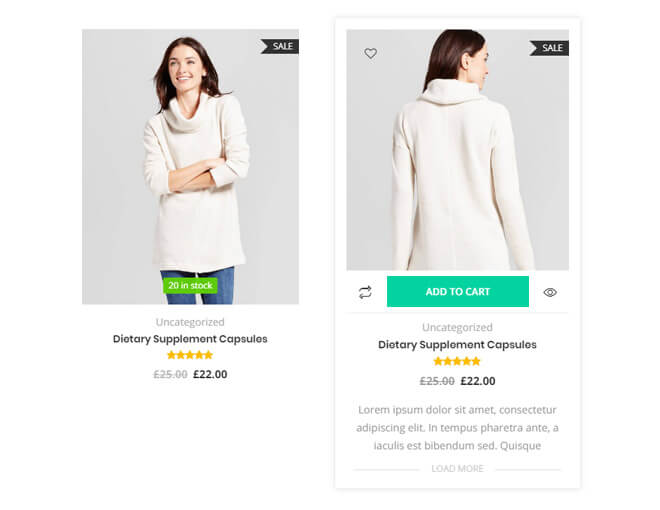 SALE
20 in stock
Uncategorized
Dietary Supplement Capsules
£25.00 £22.00
SALE
ADD TO CART
Uncategorized
Dietary Supplement Capsules
£25.00 £22.00
Lorem ipsum dolor sit amet, consectetur
adipiscing elit. In tempus pharetra ante, a
iaculis est bibendum sed. Quisque
LOAD MORE